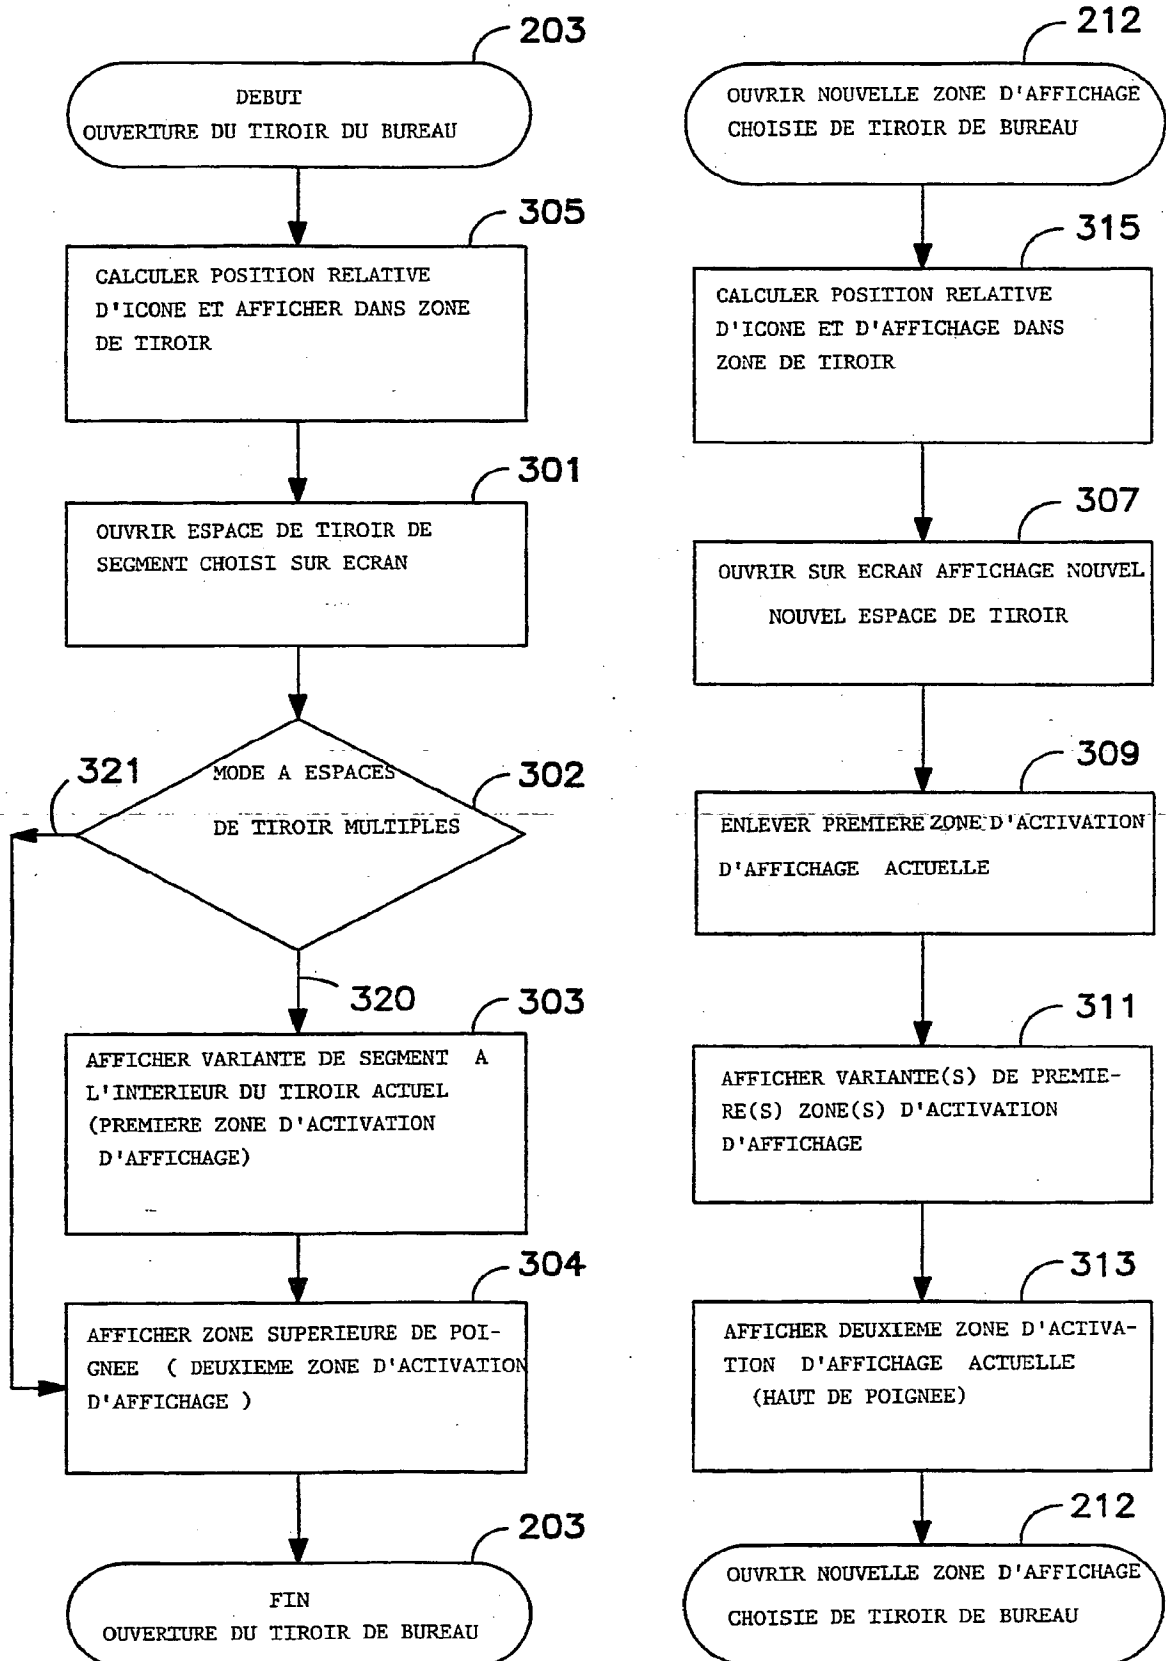 203
DEBUT
OUVERTURE DU TIROIR DU BUREAU
305
CALCULER POSITION RELATIVE
D'ICONE ET AFFICHER DANS ZONE
DE TIROIR
301
OUVRIR ESPACE DE TIROIR DE
SEGMENT CHOISI SUR ECRAN
321
302
MODE A ESPACES
DE TIROIR MULTIPLES
320
303
AFFICHER VARIANTE DE SEGMENT A
L'INTERIEUR DU TIROIR ACTUEL
(PREMIERE ZONE D'ACTIVATION
D'AFFICHAGE)
304
AFFICHER ZONE SUPERIEURE DE POI-
GNEE ( DEUXIEME ZONE D'ACTIVATION
D'AFFICHAGE )
203
FIN
OUVERTURE DU TIROIR DE BUREAU
212
OUVRIR NOUVELLE ZONE D'AFFICHAGE
CHOISIE DE TIROIR DE BUREAU
315
CALCULER POSITION RELATIVE
D'ICONE ET D'AFFICHAGE DANS
ZONE DE TIROIR
307
OUVRIR SUR ECRAN AFFICHAGE NOUVEL
NOUVEL ESPACE DE TIROIR
309
ENLEVER PREMIERE ZONE D'ACTIVATION
D'AFFICHAGE ACTUELLE
311
AFFICHER VARIANTE(S) DE PREMIE-
RE(S) ZONE(S) D'ACTIVATION
D'AFFICHAGE
313
AFFICHER DEUXIEME ZONE D'ACTIVA-
TION D'AFFICHAGE ACTUELLE
(HAUT DE POIGNEE)
212
OUVRIR NOUVELLE ZONE D'AFFICHAGE
CHOISIE DE TIROIR DE BUREAU